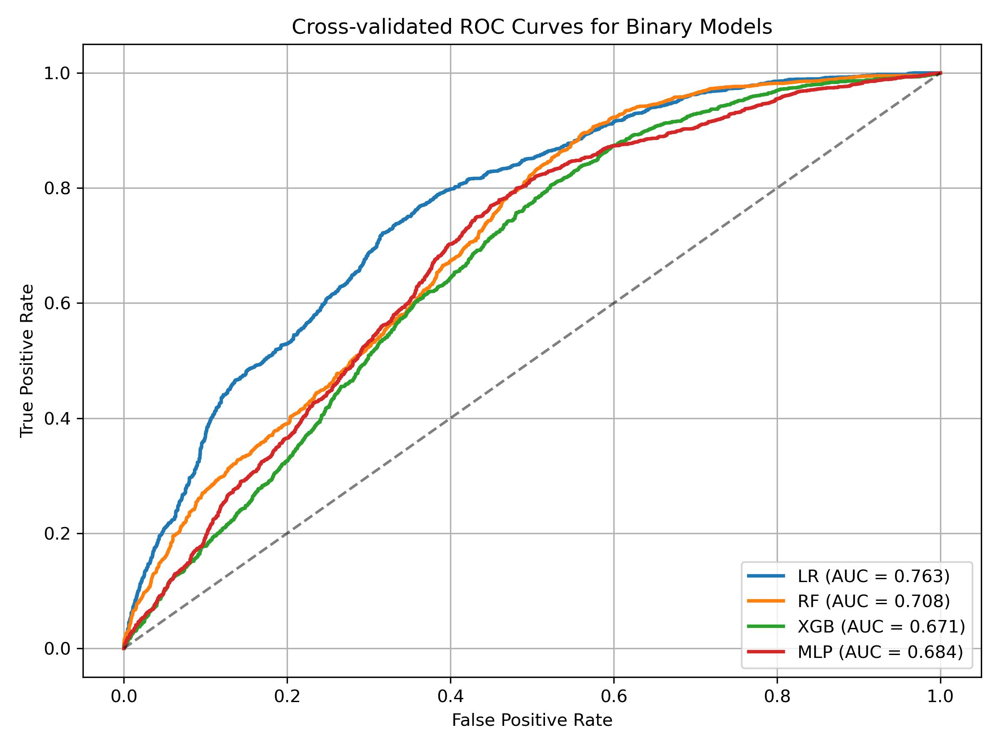 Cross-validated ROC Curves for Binary Models
1.0
0.8
0.6
0.4
0.2
0.0
True Positive Rate
0.0 0.2 0.4 0.6 0.8 1.0
False Positive Rate
LR (AUC = 0.763)
RF (AUC = 0.708)
XGB (AUC = 0.671)
MLP (AUC = 0.684)